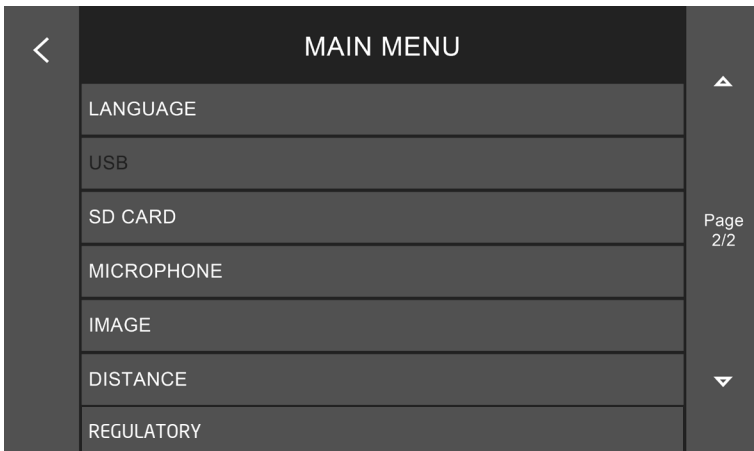 MAIN MENU
LANGUAGE
USB
SD CARD
MICROPHONE
IMAGE
DISTANCE
REGULATORY
Page
2/2